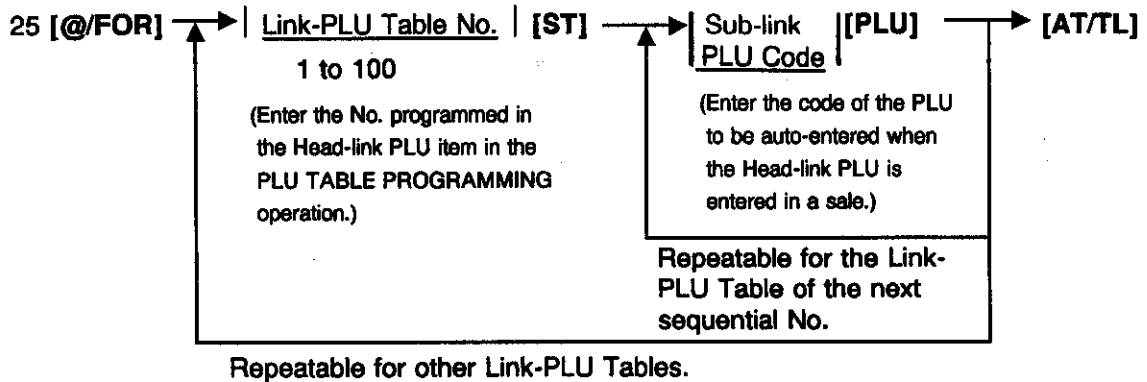 25 [@/FOR] Link-PLU Table No. [ST] Sub-link [PLU] [AT/TL]
PLU Code
1 to 100
(Enter the No. programmed in
the Head-link PLU item in the
PLU TABLE PROGRAMMING
operation.)
(Enter the code of the PLU
to be auto-entered when
the Head-link PLU is
entered in a sale.)
Repeatable for the Link-
PLU Table of the next
sequential No.
Repeatable for other Link-PLU Tables.